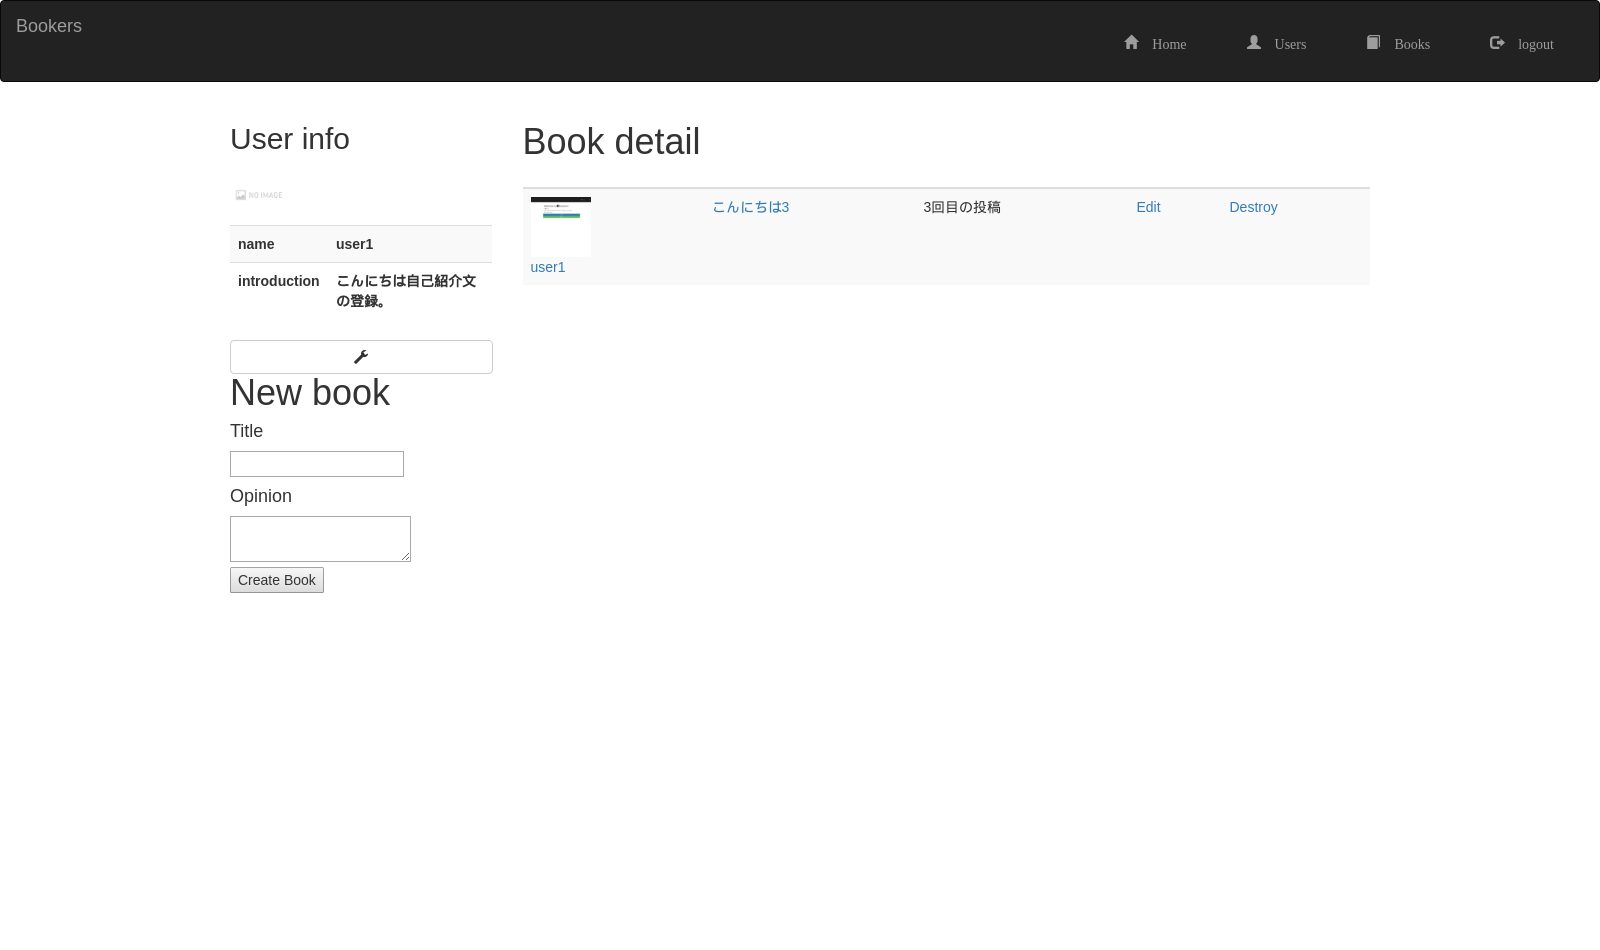 Bookers
Home
Users
Books
logout
User info
NO IMAGE
name
user1
introduction
こんにちは自己紹介文
の登録。
New book
Title
Opinion
Create Book
Book detail
こんにちは3
3回目の投稿
Edit
Destroy
user1